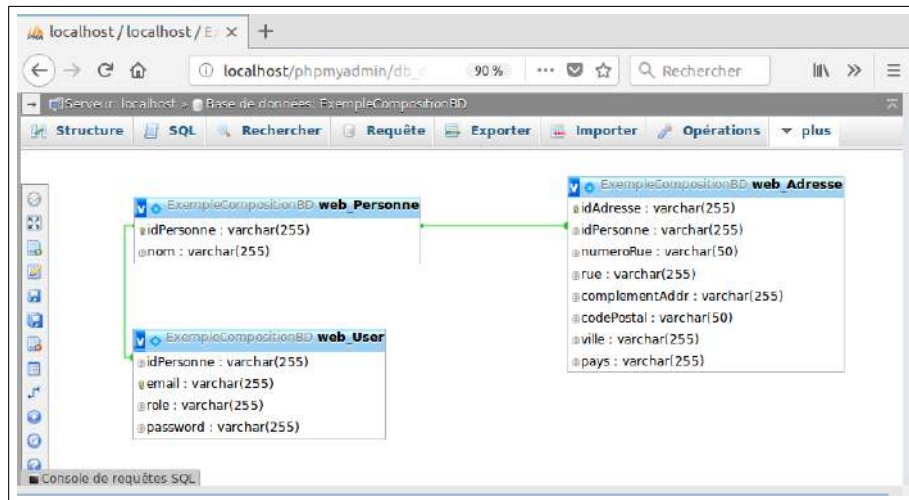 localhost / localhost / E
localhost/phpmyadmin/db_d
90 %
Rechercher
Serveur: localhost » Base de données: ExempleCompositionBD
Structure SQL Rechercher Requête Exporter Importer Opérations plus
ExempleCompositionBD web_Personne
idPersonne : varchar(255)
nom : varchar(255)
ExempleCompositionBD web_Adresse
idAdresse : varchar(255)
idPersonne : varchar(255)
numeroRue : varchar(50)
rue : varchar(255)
complementAddr : varchar(255)
codePostal : varchar(50)
ville : varchar(255)
pays : varchar(255)
ExempleCompositionBD web_User
idPersonne : varchar(255)
email : varchar(255)
role : varchar(255)
password : varchar(255)
Console de requêtes SQL